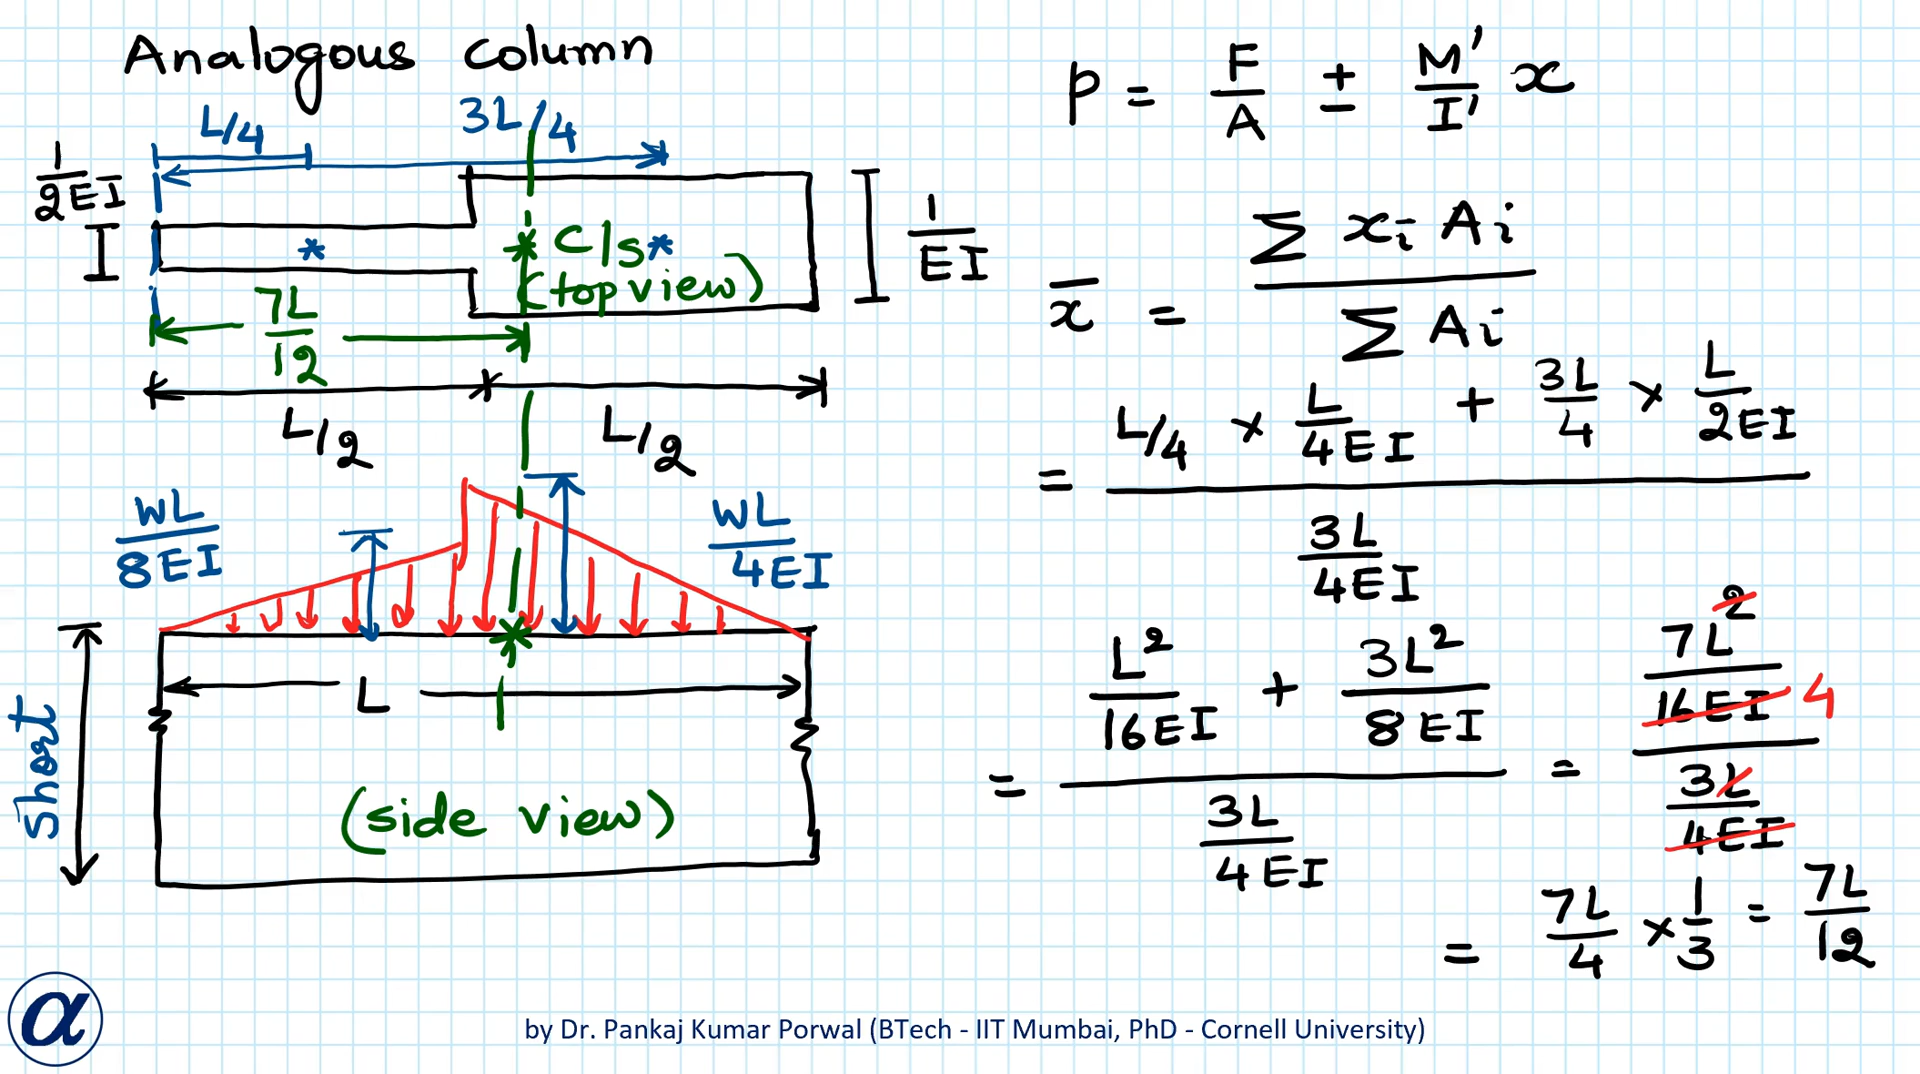 Analogous Column
L/4
3L/4
1/2EI
I
C/s
(top view)
1/EI
7L/12
L/2
L/2
WL/8EI
WL/4EI
L
Short
(side view)
P = F/A ± M'/I' x
x̄ = Σ xi Ai / Σ Ai
= (L/4 × L/4EI + 3L/4 × L/2EI) / (3L/4EI)
= (L²/16EI + 3L²/8EI) / (3L/4EI) = (7L²/16EI) / (3L/4EI)
4
= 7L/4 × 1/3 = 7L/12
α
by Dr. Pankaj Kumar Porwal (BTech - IIT Mumbai, PhD - Cornell University)